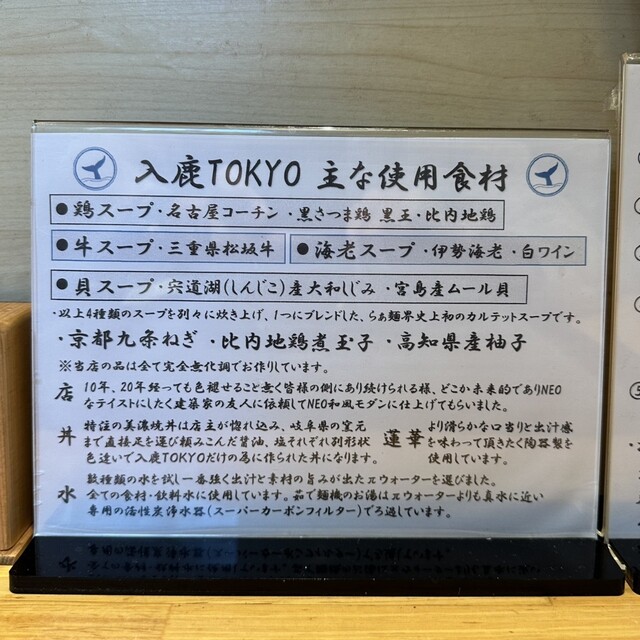 入鹿TOKYO 主な使用食材
●鶏スープ・名古屋コーチン・黒さつま鶏 黒王・比内地鶏
●牛スープ・三重県松坂牛
●海老スープ・伊勢海老・白ワイン
●貝スープ・宍道湖(しんじこ)産大和しじみ・宮島産ムール貝
・以上4種類のスープを別々に炊き上げ、1つにブレンドした、らぁ麺界史上初のカルテットスープです。
・京都九条ねぎ ・比内地鶏煮玉子 ・高知県産柚子
※当店の品は全て完全無化調でお作りしています。
店 10年、20年経っても色褪せること無く皆様の側にあり続けられる様、どこか未来的でありNEO
なテイストにしたく建築家の友人に依頼してNEO和風モダンに仕上げてもらいました。
丼 特注の美濃焼丼は店主が惚れ込み、岐阜県の窯元
まで直接足を運び頼みこんだ醤油、塩それぞれ別形状
色違いで入鹿TOKYOだけの為に作られた丼になります。
蓮華 より滑らかな口当りと出汁感
を味わって頂きたく陶器製を
使用しています。
水 数種類の水を試し一番強く出汁と素材の旨みが出たπウォーターを選びました。
全ての食材・飲料水に使用しています。茹で麺機のお湯はπウォーターよりも真水に近い
専用の活性炭浄水器(スーパーカーボンフィルター)でろ過しています。